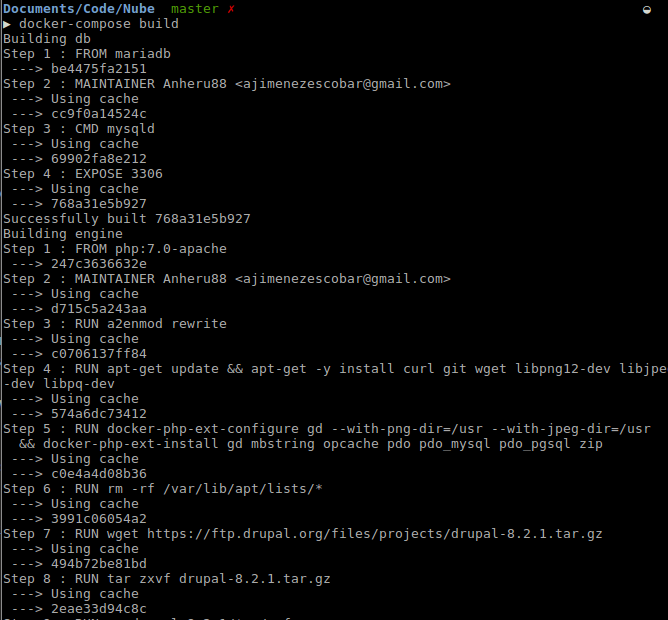 Documents/Code/Nube master ✗
▶ docker-compose build
Building db
Step 1 : FROM mariadb
 ---> be4475fa2151
Step 2 : MAINTAINER Anheru88 <ajimenezescobar@gmail.com>
 ---> Using cache
 ---> cc9f0a14524c
Step 3 : CMD mysqld
 ---> Using cache
 ---> 69902fa8e212
Step 4 : EXPOSE 3306
 ---> Using cache
 ---> 768a31e5b927
Successfully built 768a31e5b927
Building engine
Step 1 : FROM php:7.0-apache
 ---> 247c3636632e
Step 2 : MAINTAINER Anheru88 <ajimenezescobar@gmail.com>
 ---> Using cache
 ---> d715c5a243aa
Step 3 : RUN a2enmod rewrite
 ---> Using cache
 ---> c0706137ff84
Step 4 : RUN apt-get update && apt-get -y install curl git wget libpng12-dev libjpe
-dev libpq-dev
 ---> Using cache
 ---> 574a6dc73412
Step 5 : RUN docker-php-ext-configure gd --with-png-dir=/usr --with-jpeg-dir=/usr
  && docker-php-ext-install gd mbstring opcache pdo pdo_mysql pdo_pgsql zip
 ---> Using cache
 ---> c0e4a4d08b36
Step 6 : RUN rm -rf /var/lib/apt/lists/*
 ---> Using cache
 ---> 3991c06054a2
Step 7 : RUN wget https://ftp.drupal.org/files/projects/drupal-8.2.1.tar.gz
 ---> Using cache
 ---> 494b72be81bd
Step 8 : RUN tar zxvf drupal-8.2.1.tar.gz
 ---> Using cache
 ---> 2eae33d94c8c